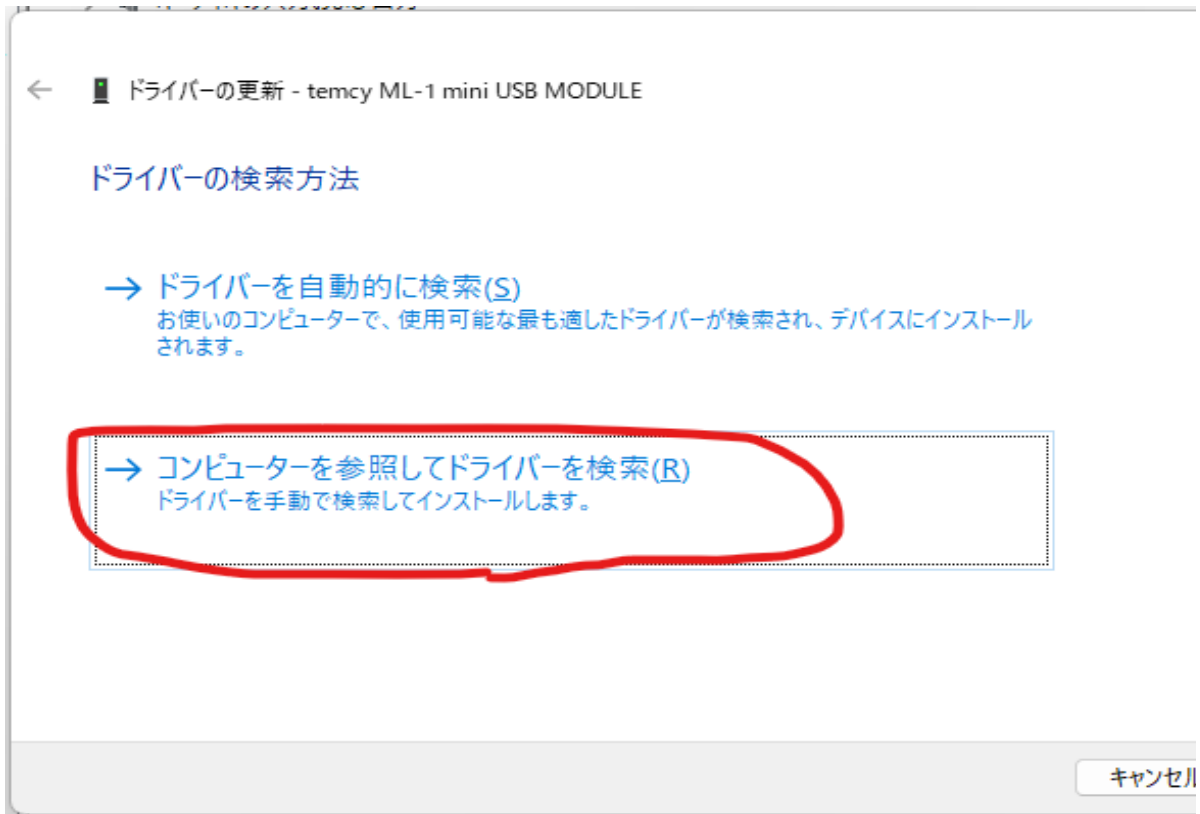 ドライバーの更新 - temcy ML-1 mini USB MODULE
ドライバーの検索方法
→ ドライバーを自動的に検索(S)
お使いのコンピューターで、使用可能な最も適したドライバーが検索され、デバイスにインストール
されます。
→ コンピューターを参照してドライバーを検索(R)
ドライバーを手動で検索してインストールします。
キャンセル